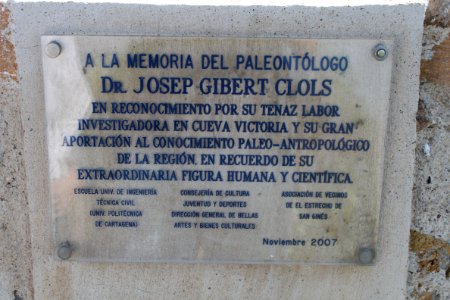 A LA MEMORIA DEL PALEONTÓLOGO
DR. JOSEP GIBERT CLOLS
EN RECONOCIMIENTO POR SU TENAZ LABOR
INVESTIGADORA EN CUEVA VICTORIA Y SU GRAN
APORTACIÓN AL CONOCIMIENTO PALEO-ANTROPOLÓGICO
DE LA REGIÓN, EN RECUERDO DE SU
EXTRAORDINARIA FIGURA HUMANA Y CIENTÍFICA.
ESCUELA UNIV. DE INGENIERÍA
TÉCNICA CIVIL
(UNIV. POLITÉCNICA
DE CARTAGENA)
CONSEJERÍA DE CULTURA
JUVENTUD Y DEPORTES
DIRECCIÓN GENERAL DE BELLAS
ARTES Y BIENES CULTURALES
ASOCIACIÓN DE VECINOS
DE EL ESTRECHO DE
SAN GINÉS
Noviembre 2007